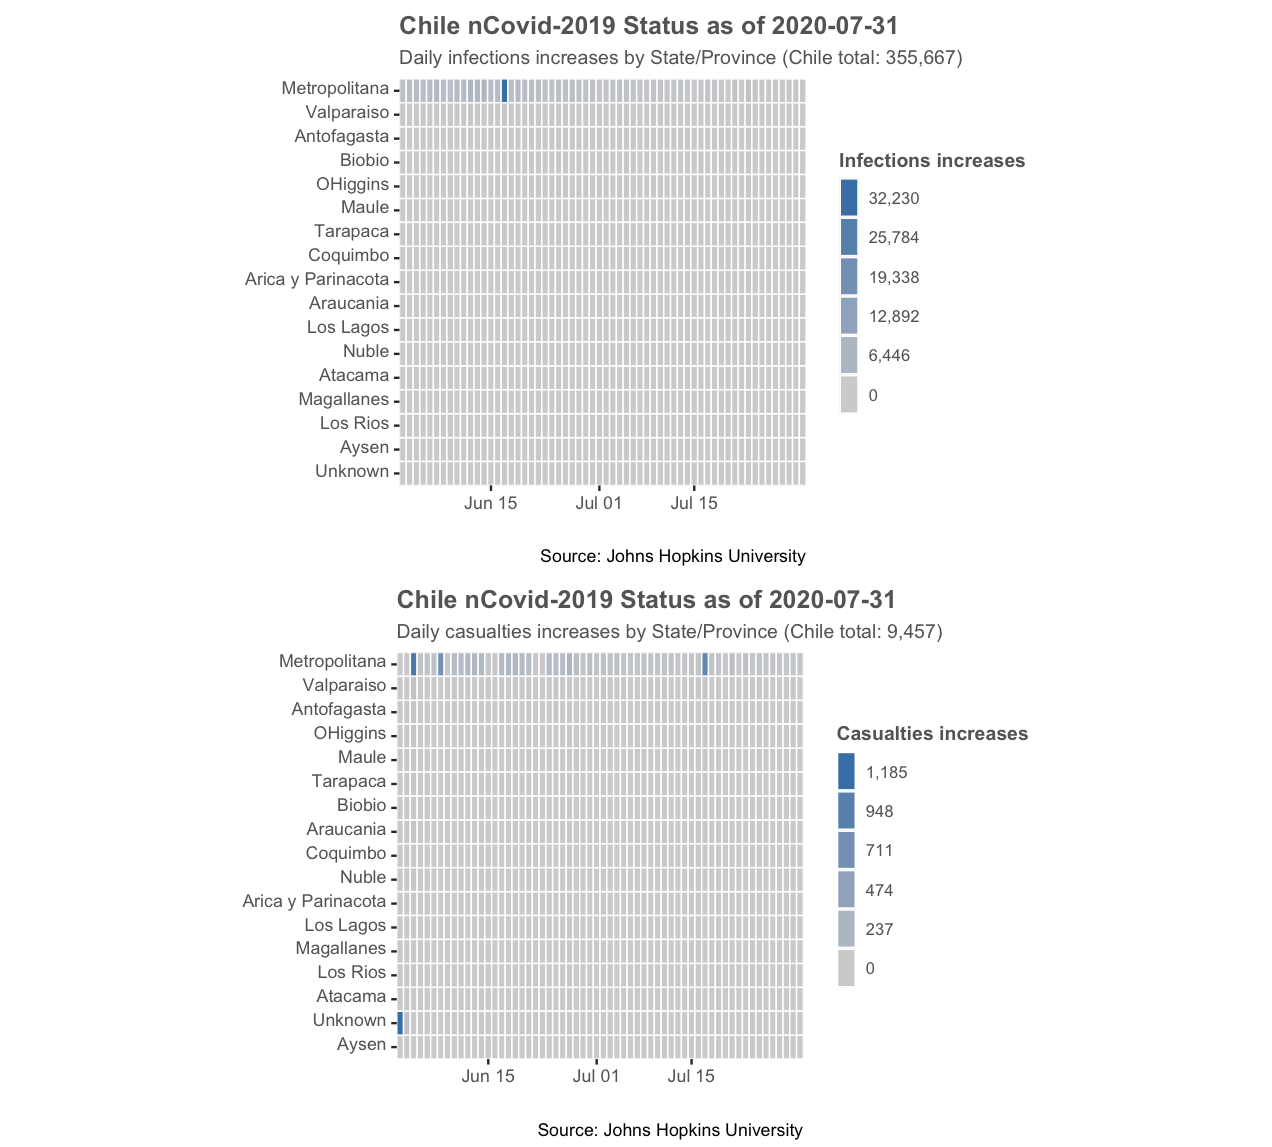 Chile nCovid-2019 Status as of 2020-07-31
Daily infections increases by State/Province (Chile total: 355,667)
Metropolitana
Valparaiso
Antofagasta
Biobio
OHiggins
Maule
Tarapaca
Coquimbo
Arica y Parinacota
Araucania
Los Lagos
Nuble
Atacama
Magallanes
Los Rios
Aysen
Unknown
Jun 15 Jul 01 Jul 15
Infections increases
32,230
25,784
19,338
12,892
6,446
0
Source: Johns Hopkins University
Chile nCovid-2019 Status as of 2020-07-31
Daily casualties increases by State/Province (Chile total: 9,457)
Metropolitana
Valparaiso
Antofagasta
OHiggins
Maule
Tarapaca
Biobio
Araucania
Coquimbo
Nuble
Arica y Parinacota
Los Lagos
Magallanes
Los Rios
Atacama
Unknown
Aysen
Jun 15 Jul 01 Jul 15
Casualties increases
1,185
948
711
474
237
0
Source: Johns Hopkins University